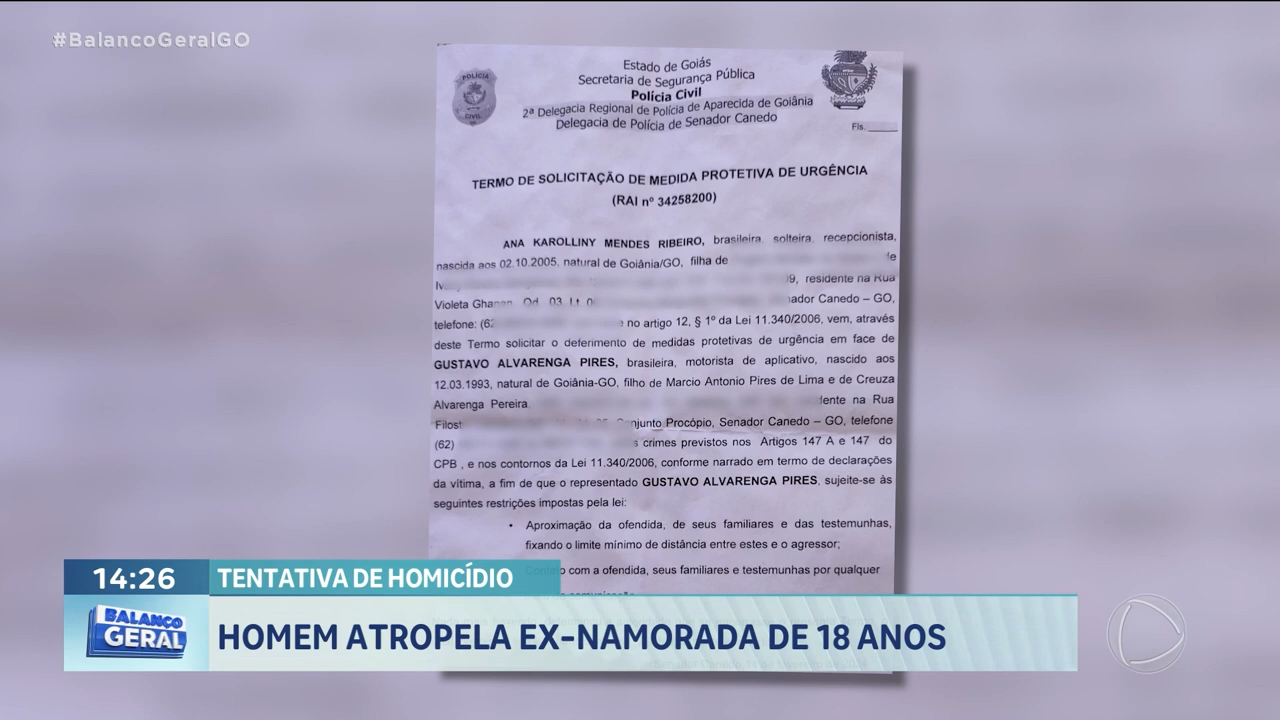 #BalancoGeralGO
Estado de Goiás
Secretaria de Segurança Pública
Polícia Civil
2ª Delegacia Regional de Polícia de Aparecida de Goiânia
Delegacia de Polícia de Senador Canedo
POLÍCIA
CIVIL
Fls.
TERMO DE SOLICITAÇÃO DE MEDIDA PROTETIVA DE URGÊNCIA
(RAI nº 34258200)
ANA KAROLLINY MENDES RIBEIRO, brasileira, solteira, recepcionista,
nascida aos 02.10.2005, natural de Goiânia/GO, filha de
residente na Rua
Violeta Canedo – GO,
telefone: (62 no artigo 12, § 1º da Lei 11.340/2006, vem, através
deste Termo solicitar o deferimento de medidas protetivas de urgência em face de
GUSTAVO ALVARENGA PIRES, brasileira, motorista de aplicativo, nascido aos
12.03.1993, natural de Goiânia-GO, filho de Marcio Antonio Pires de Lima e de Creuza
Alvarenga Pereira. na Rua
Procópio, Senador Canedo – GO, telefone
(62) crimes previstos nos Artigos 147 A e 147 do
CPB , e nos contornos da Lei 11.340/2006, conforme narrado em termo de declarações
da vítima, a fim de que o representado GUSTAVO ALVARENGA PIRES, sujeite-se às
seguintes restrições impostas pela lei:
• Aproximação da ofendida, de seus familiares e das testemunhas,
fixando o limite mínimo de distância entre estes e o agressor;
com a ofendida, seus familiares e testemunhas por qualquer
14:26
TENTATIVA DE HOMICÍDIO
BALANÇO
GERAL
HOMEM ATROPELA EX-NAMORADA DE 18 ANOS